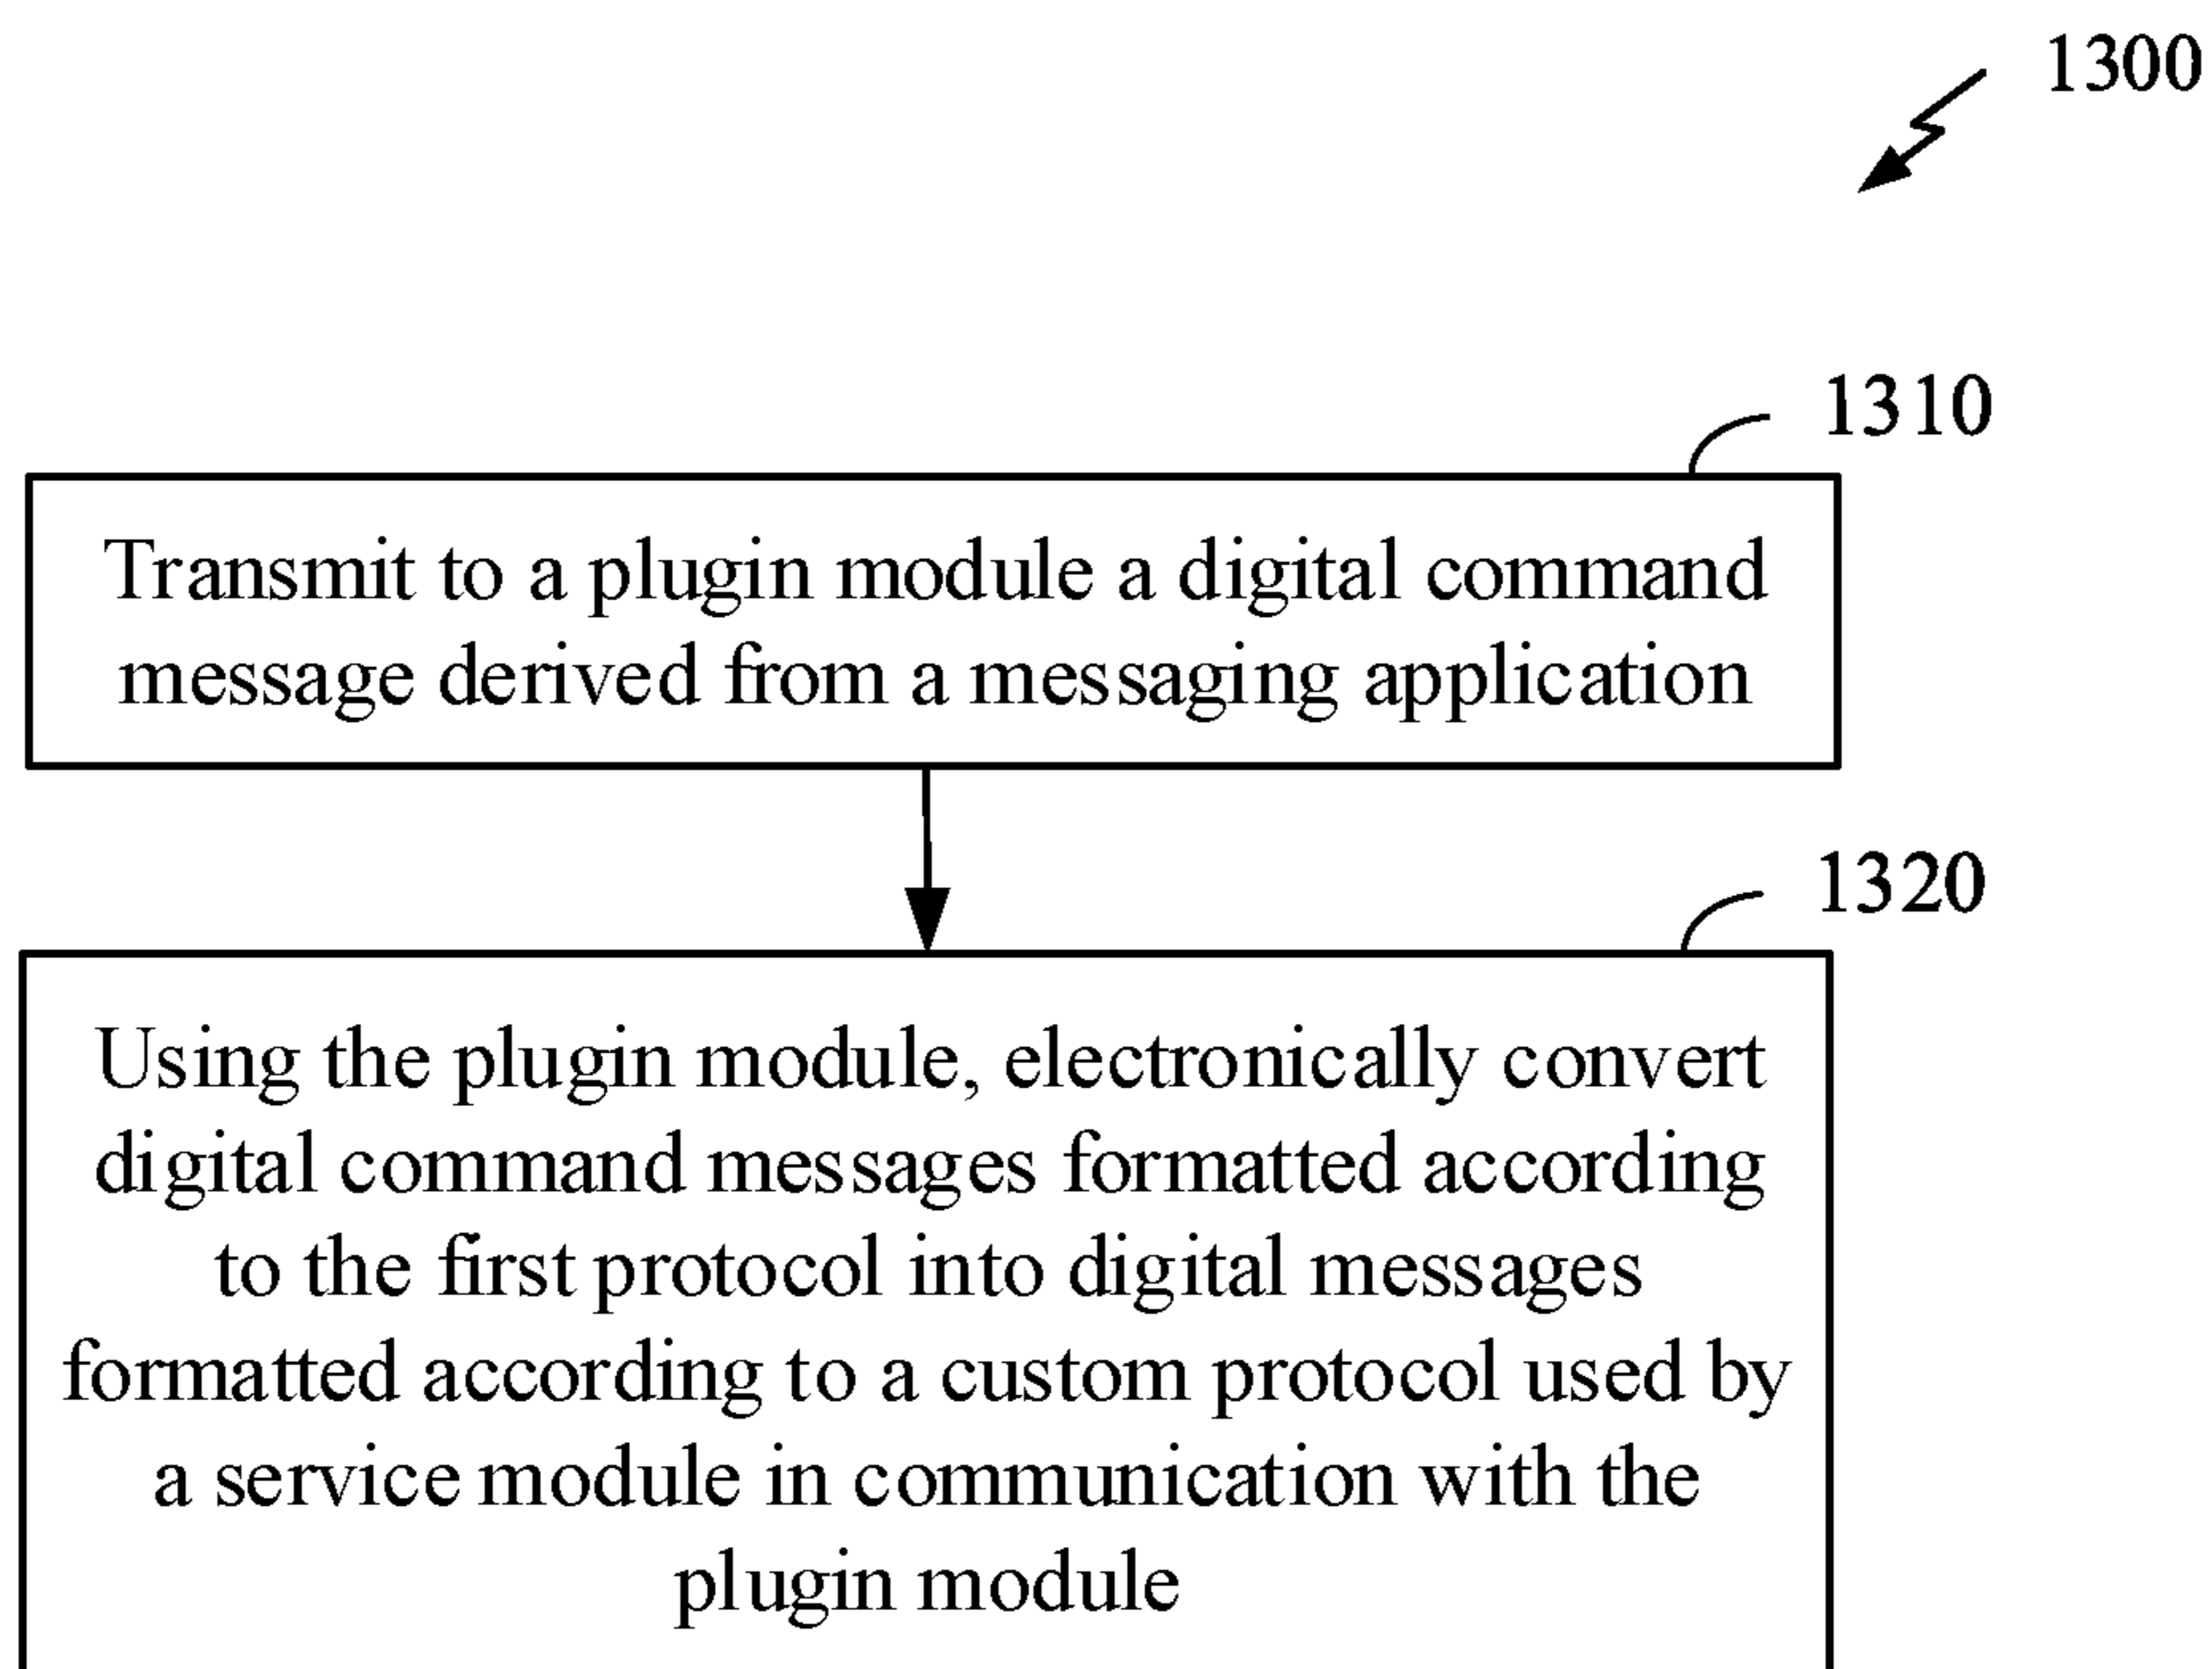 1300
1310
Transmit to a plugin module a digital command
message derived from a messaging application
1320
Using the plugin module, electronically convert
digital command messages formatted according
to the first protocol into digital messages
formatted according to a custom protocol used by
a service module in communication with the
plugin module